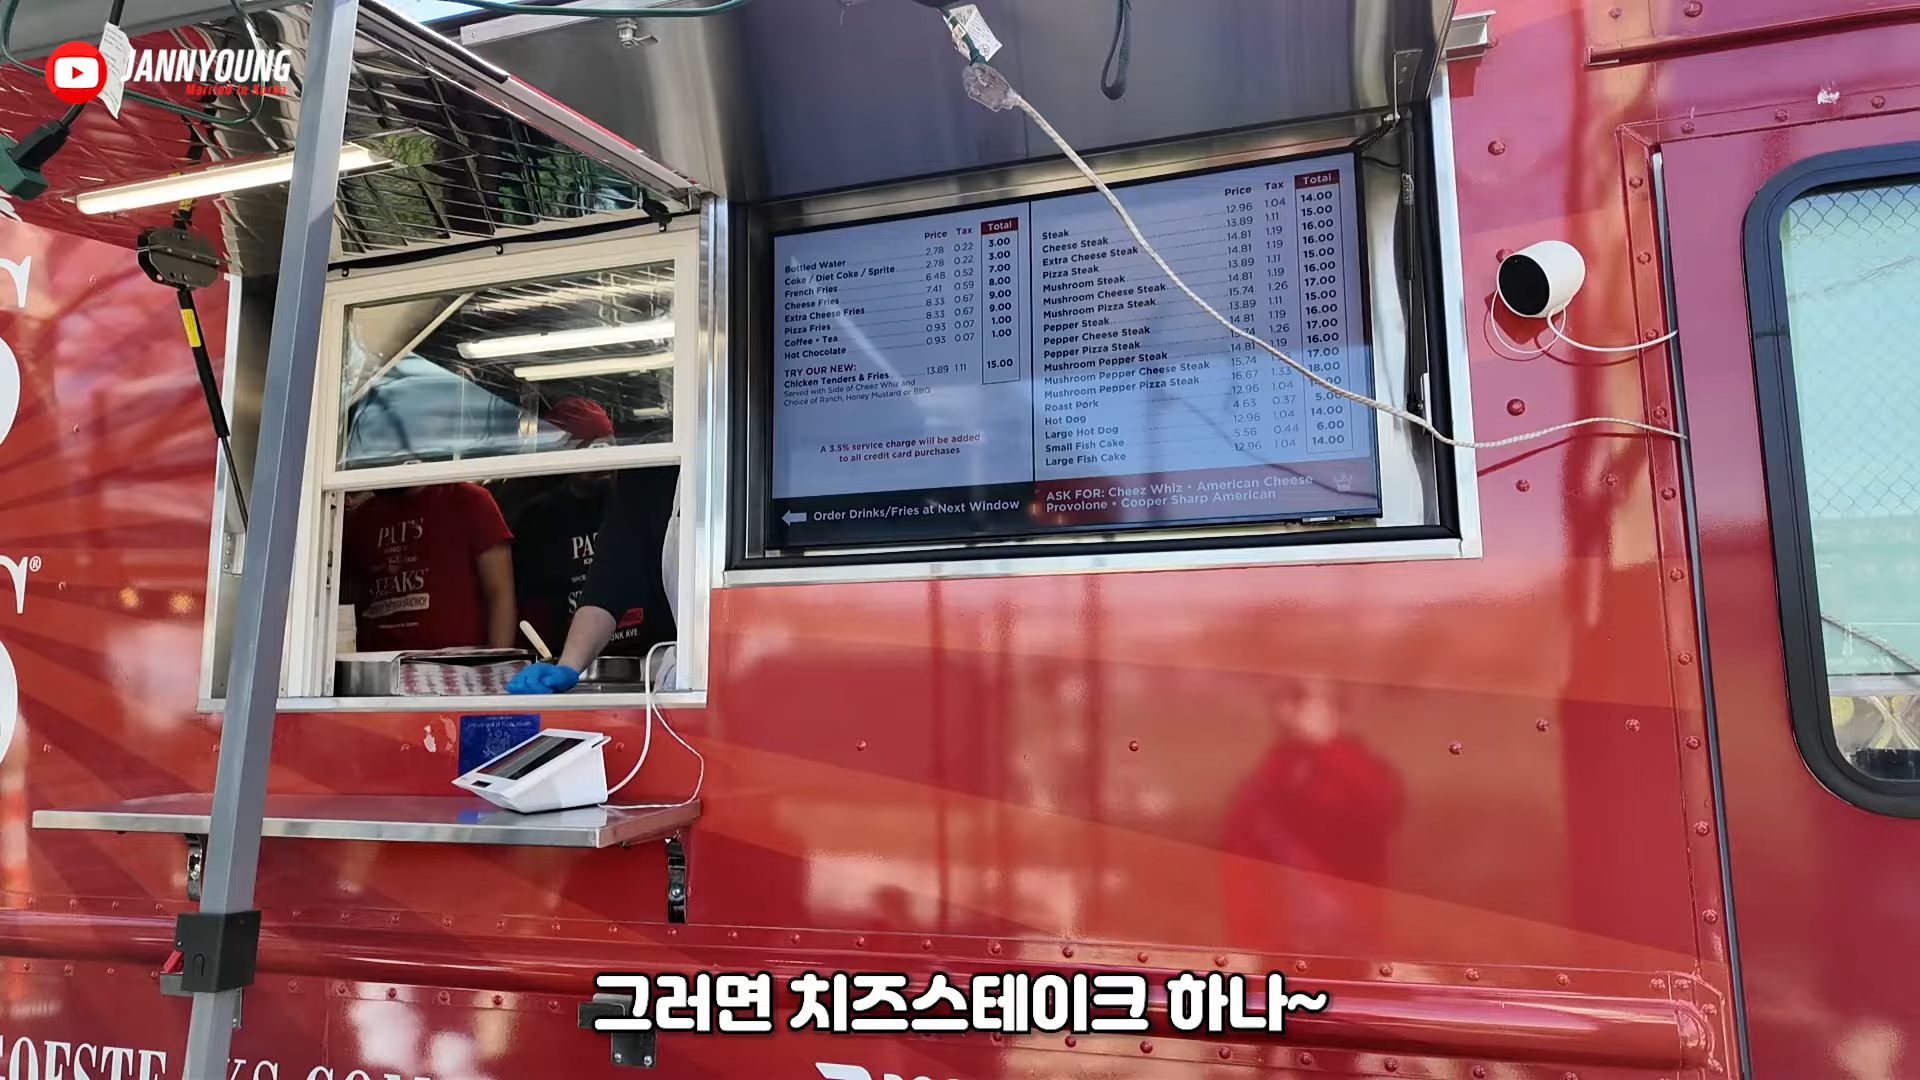 JANNYOUNG
Married in Korea
Price Tax Total
Bottled Water 2.78 0.22 3.00
Coke / Diet Coke / Sprite 2.78 0.22 3.00
French Fries 6.48 0.52 7.00
Cheese Fries 7.41 0.59 8.00
Extra Cheese Fries 8.33 0.67 9.00
Pizza Fries 8.33 0.67 9.00
Coffee • Tea 0.93 0.07 1.00
Hot Chocolate 0.93 0.07 1.00
TRY OUR NEW:
Chicken Tenders & Fries 13.89 1.11 15.00
Served with Side of Cheez Whiz and
Choice of Ranch, Honey Mustard or BBQ
A 3.5% service charge will be added
to all credit card purchases
Order Drinks/Fries at Next Window
Price Tax Total
Steak 12.96 1.04 14.00
Cheese Steak 13.89 1.11 15.00
Extra Cheese Steak 14.81 1.19 16.00
Pizza Steak 14.81 1.19 16.00
Mushroom Steak 13.89 1.11 15.00
Mushroom Cheese Steak 14.81 1.19 16.00
Mushroom Pizza Steak 15.74 1.26 17.00
Pepper Steak 13.89 1.11 15.00
Pepper Cheese Steak 14.81 1.19 16.00
Pepper Pizza Steak 15.74 1.26 17.00
Mushroom Pepper Steak 14.81 1.19 16.00
Mushroom Pepper Cheese Steak 15.74 17.00
Mushroom Pepper Pizza Steak 16.67 1.33 18.00
Roast Pork 12.96 1.04
Hot Dog 4.63 0.37 5.00
Large Hot Dog 12.96 1.04 14.00
Small Fish Cake 5.56 0.44 6.00
Large Fish Cake 12.96 1.04 14.00
ASK FOR: Cheez Whiz • American Cheese
Provolone • Cooper Sharp American
PAT'S
STEAKS
PA
그러면 치즈스테이크 하나~